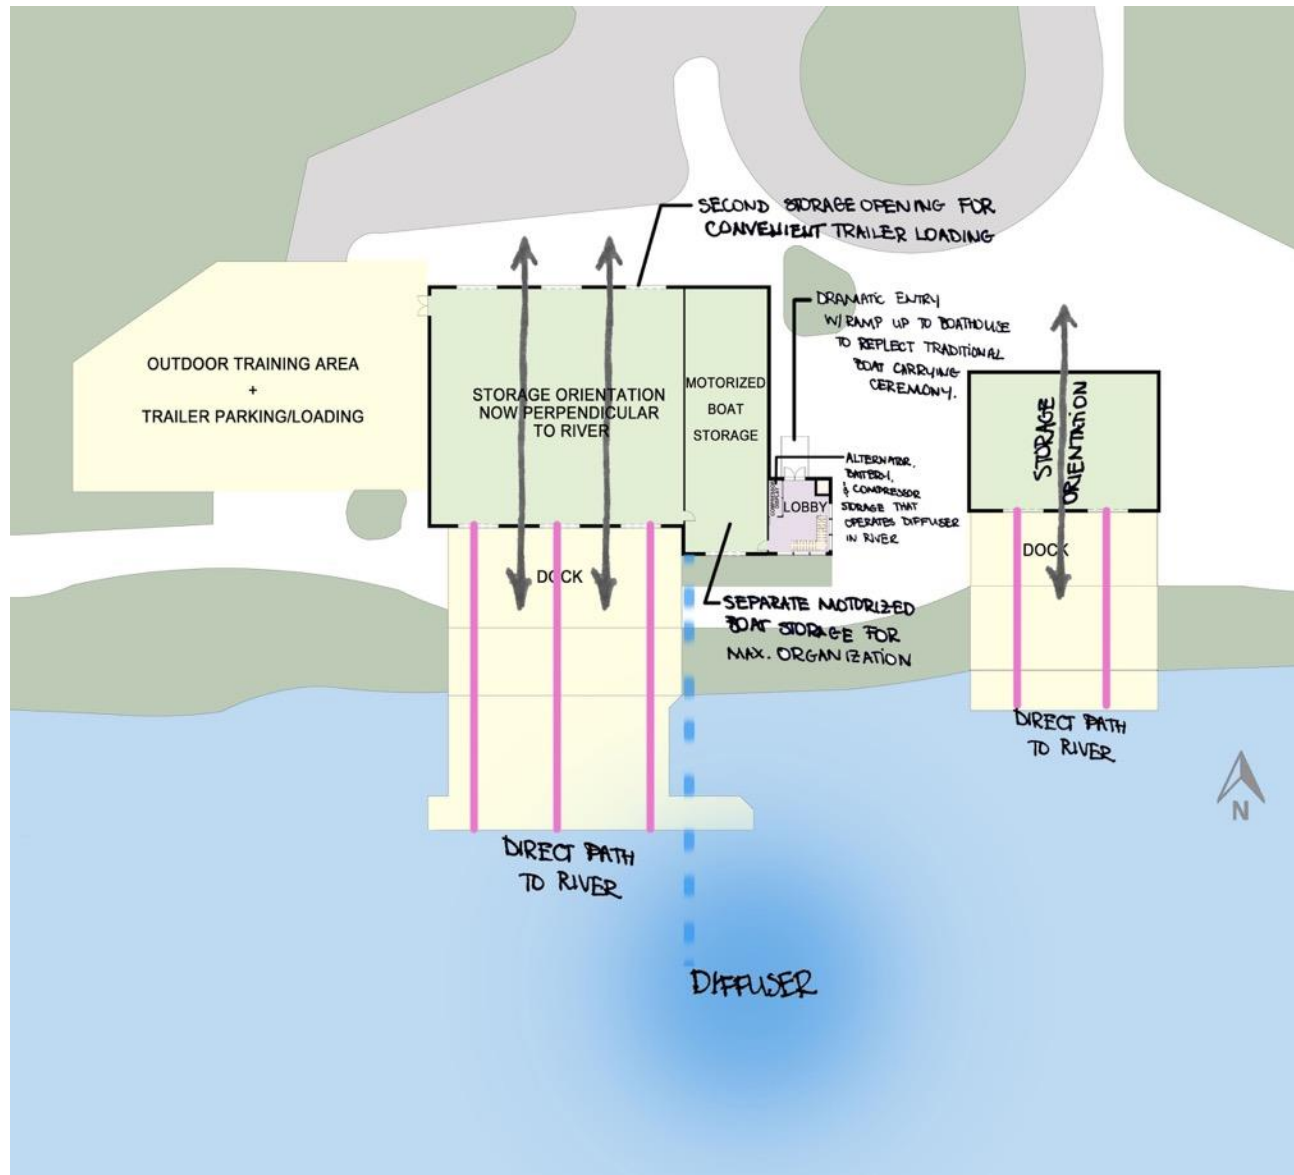 SECOND STORAGE OPENING FOR
CONVENIENT TRAILER LOADING
DRAMATIC ENTRY
W/ RAMP UP TO BOATHOUSE
TO REFLECT TRADITIONAL
BOAT CARRYING
CEREMONY.
OUTDOOR TRAINING AREA
+
TRAILER PARKING/LOADING
STORAGE ORIENTATION
NOW PERPENDICULAR
TO RIVER
MOTORIZED
BOAT
STORAGE
ALTERNATOR,
BATTERY,
& COMPRESSOR
STORAGE THAT
OPERATES DIFFUSER
IN RIVER
COMPRESSOR
DISPLAY
LOBBY
STORAGE
ORIENTATION
DOCK
DOCK
SEPARATE MOTORIZED
BOAT STORAGE FOR
MAX. ORGANIZATION
DIRECT PATH
TO RIVER
DIRECT PATH
TO RIVER
N
DIFFUSER